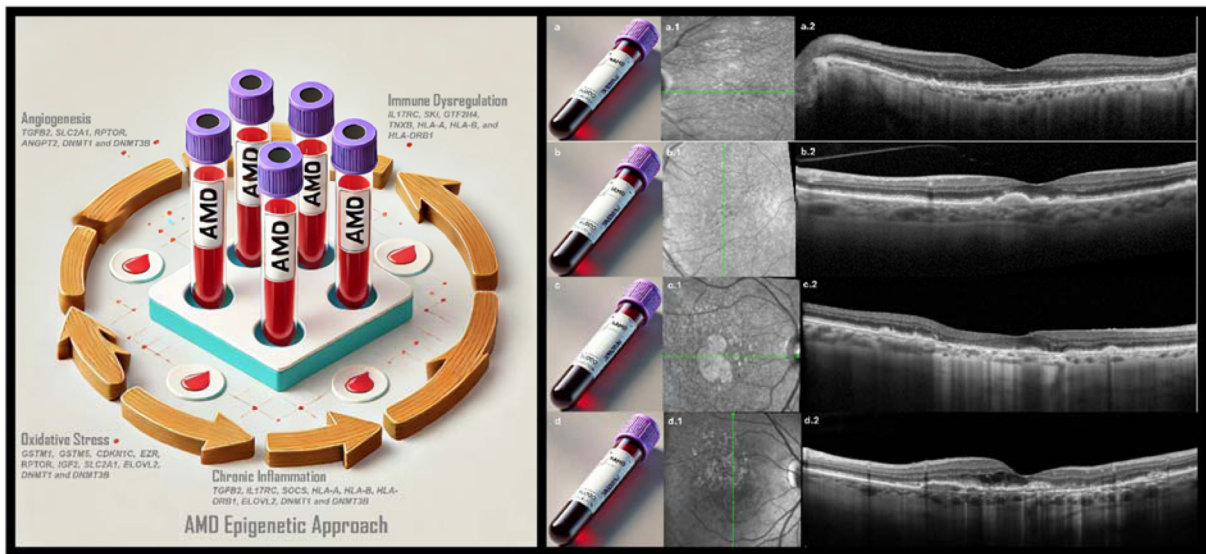 Angiogenesis
TGFB2, SLC2A1, RPTOR,
ANGPT2, DNMT1 and DNMT3B
Immune Dysregulation
IL17RC, SKI, GTF2H4,
TNXB, HLA-A, HLA-B, and
HLA-DRB1
AMD
AMD
AMD
AMD
AMD
Oxidative Stress
GSTM1, GSTM5, CDKN1C, EZR,
RPTOR, IGF2, SLC2A1, ELOVL2,
DNMT1 and DNMT3B
Chronic Inflammation
TGFB2, IL17RC, SOCS, HLA-A, HLA-B, HLA-
DRB1, ELOVL2, DNMT1 and DNMT3B
AMD Epigenetic Approach
a
a.1
a.2
b
b.1
b.2
c
c.1
c.2
d
d.1
d.2